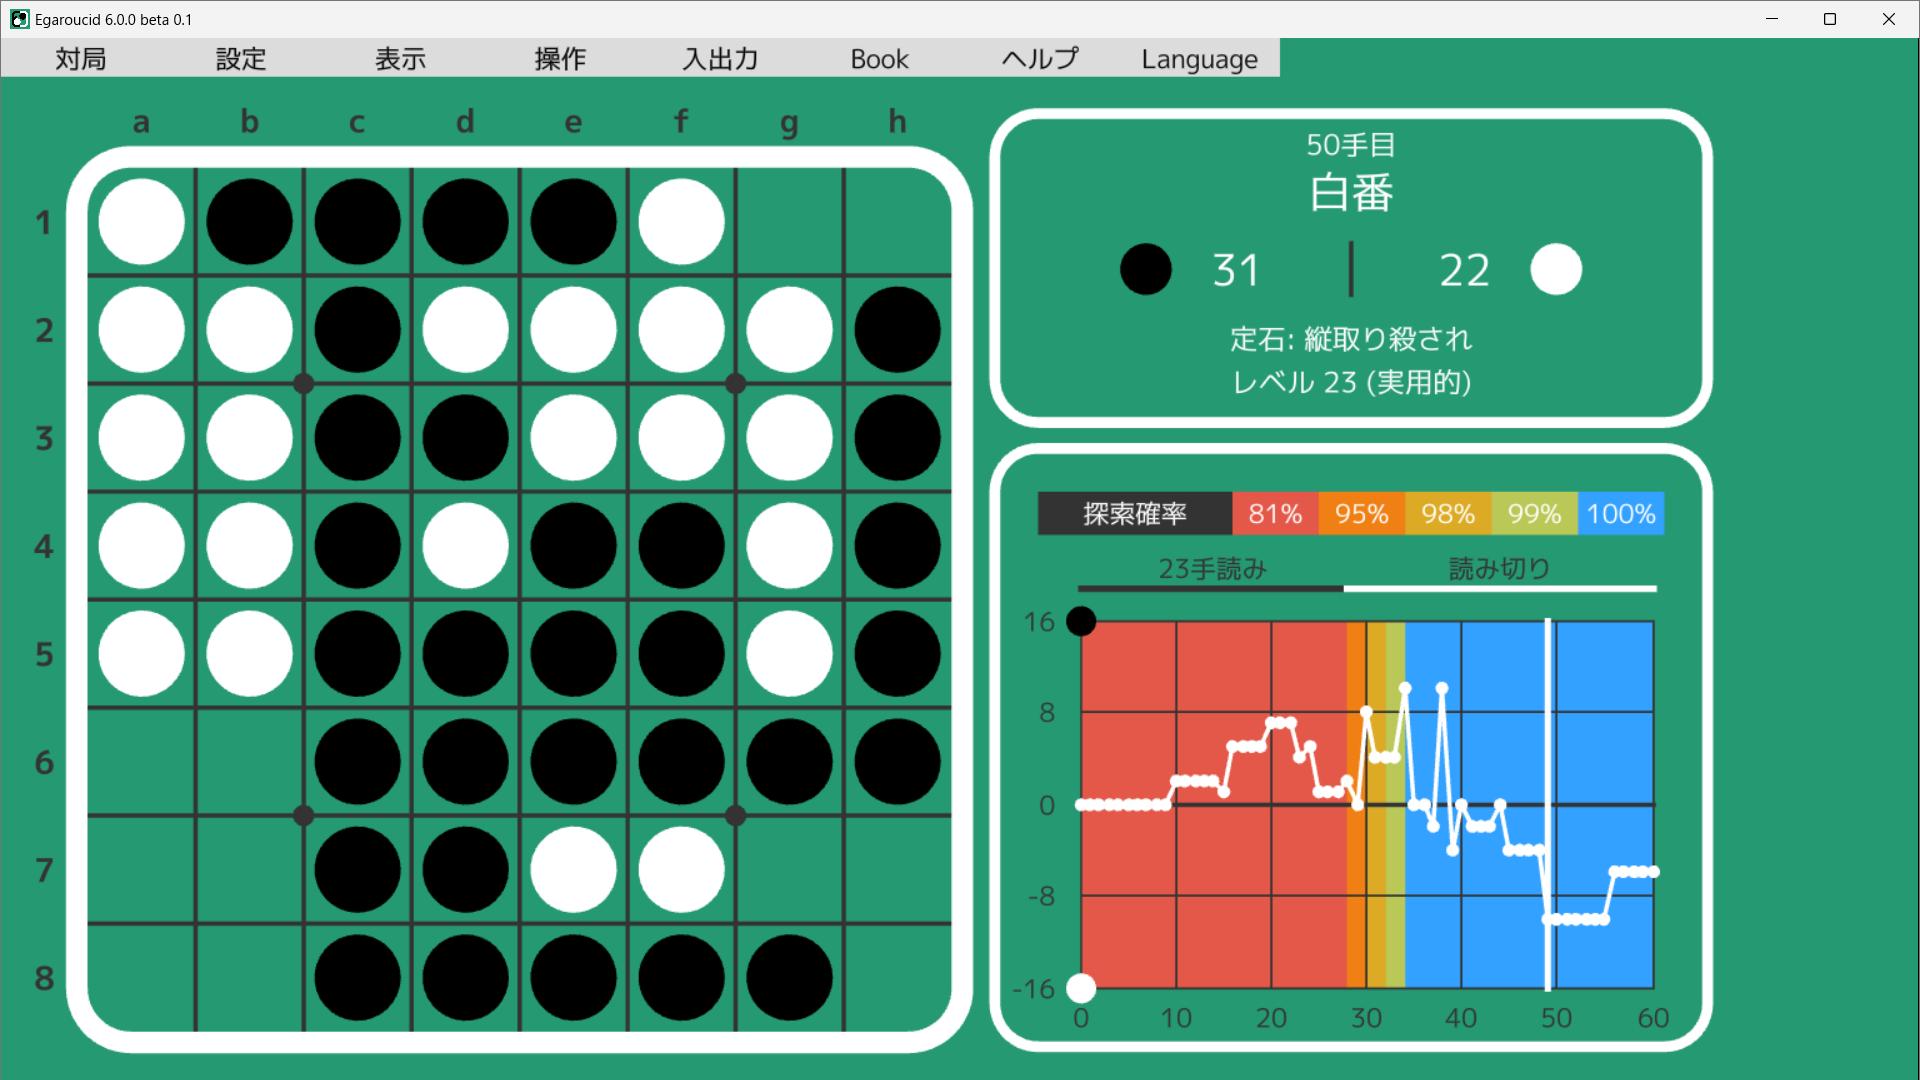 Egaroucid 6.0.0 beta 0.1
対局 設定 表示 操作 入出力 Book ヘルプ Language
a b c d e f g h
1
2
3
4
5
6
7
8
50手目
白番
31 22
定石: 縦取り殺され
レベル 23 (実用的)
探索確率 81% 95% 98% 99% 100%
23手読み 読み切り
16
8
0
-8
-16
0 10 20 30 40 50 60